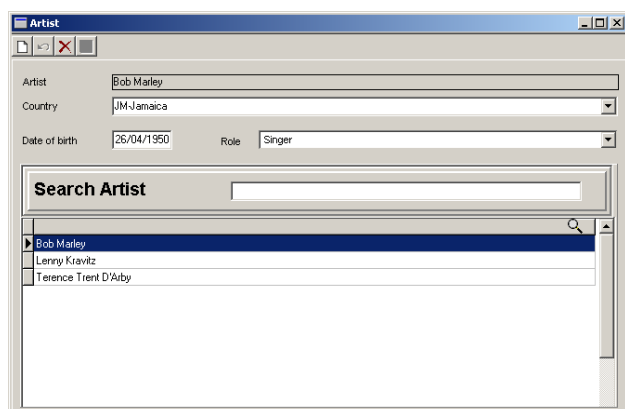 Artist
Artist Bob Marley
Country JM-Jamaica
Date of birth 26/04/1950 Role Singer
Search Artist
Bob Marley
Lenny Kravitz
Terence Trent D'Arby